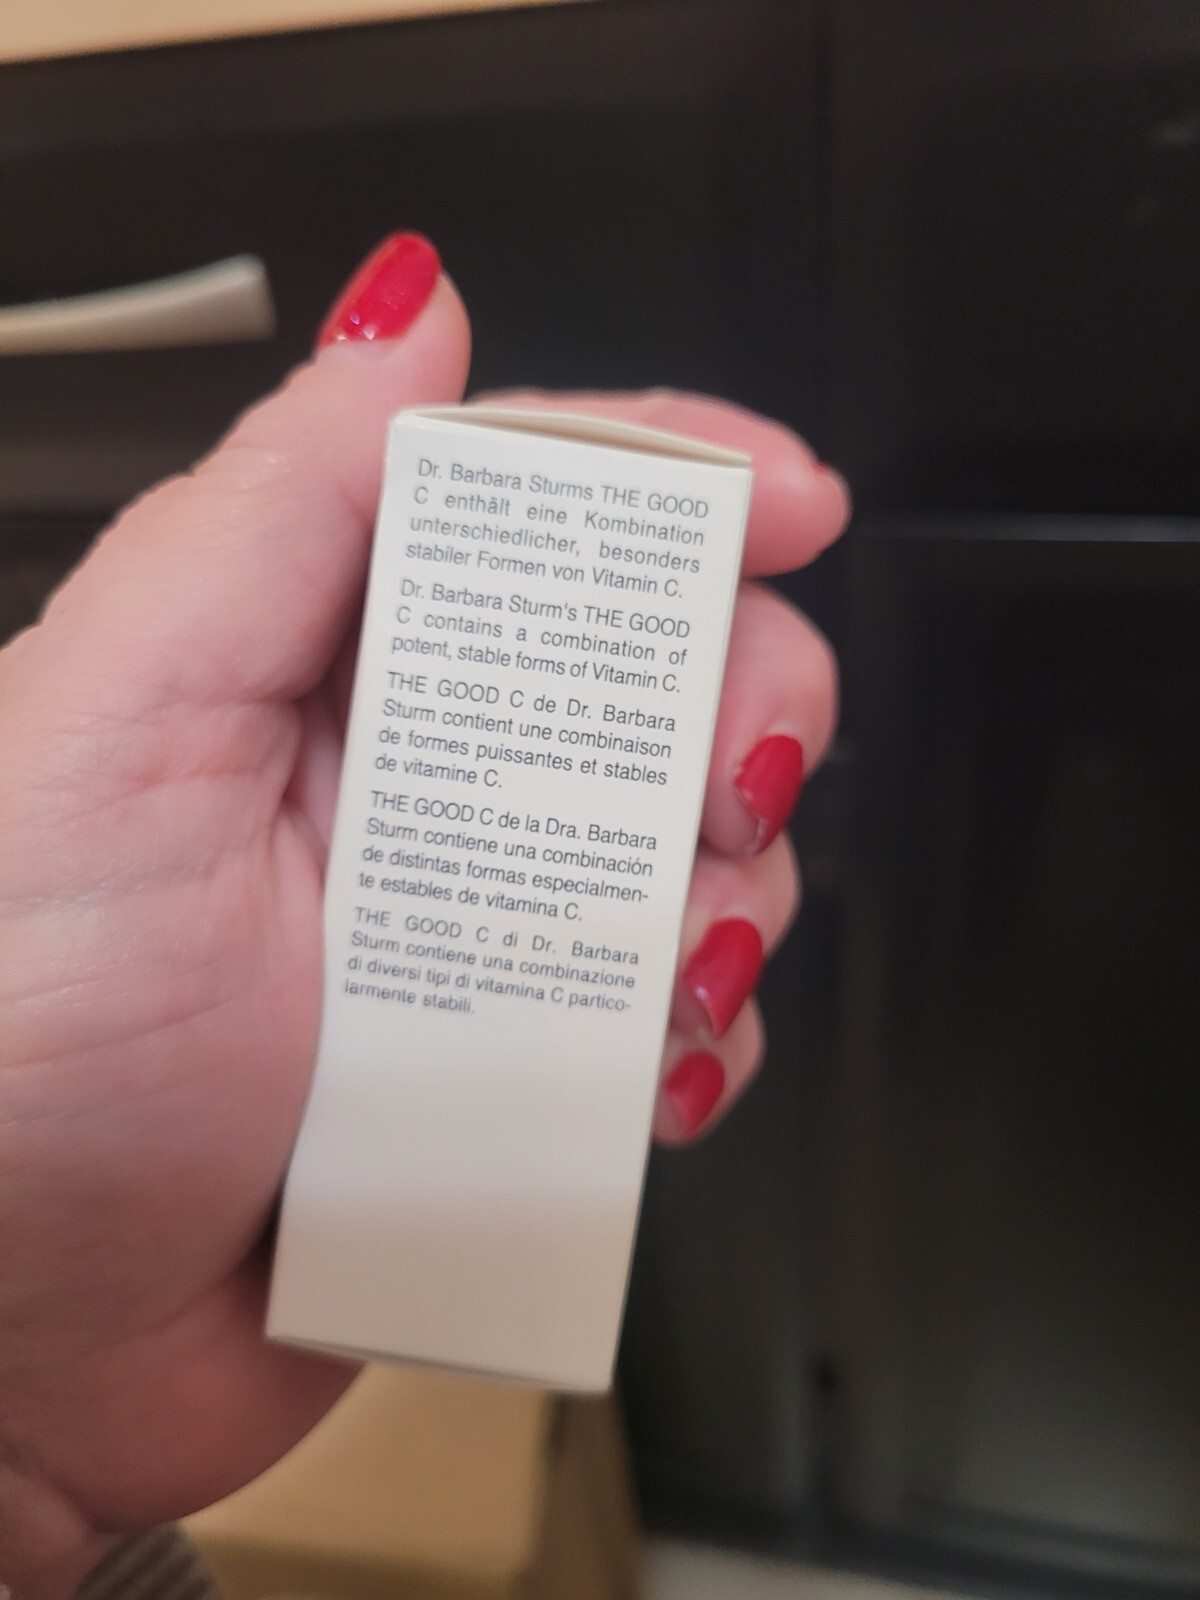 Dr. Barbara Sturms THE GOOD
C enthält eine Kombination
unterschiedlicher, besonders
stabiler Formen von Vitamin C.
Dr. Barbara Sturm's THE GOOD
C contains a combination of
potent, stable forms of Vitamin C.
THE GOOD C de Dr. Barbara
Sturm contient une combinaison
de formes puissantes et stables
de vitamine C.
THE GOOD C de la Dra. Barbara
Sturm contiene una combinación
de distintas formas especialmen-
te estables de vitamina C.
THE GOOD C di Dr. Barbara
Sturm contiene una combinazione
di diversi tipi di vitamina C partico-
larmente stabili.